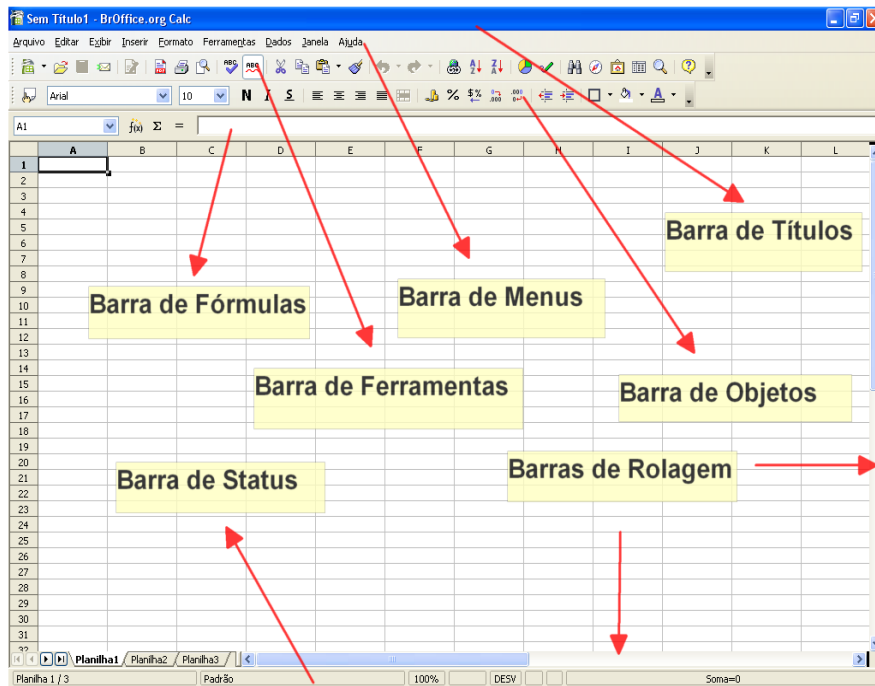 Sem Título1 - BrOffice.org Calc
Arquivo Editar Exibir Inserir Formato Ferramentas Dados Janela Ajuda
Arial 10 N I S
A1 f(x) Σ =
A B C D E F G H I J K L
1
2
3
4
5
Barra de Títulos
6
7
8
9
Barra de Fórmulas Barra de Menus
10
11
12
13
14
15
Barra de Ferramentas Barra de Objetos
16
17
18
19
20
Barras de Rolagem
21
Barra de Status
22
23
24
25
26
27
28
29
30
31
32
Planilha1 Planilha2 Planilha3
Planilha 1 / 3 Padrão 100% DESV Soma=0